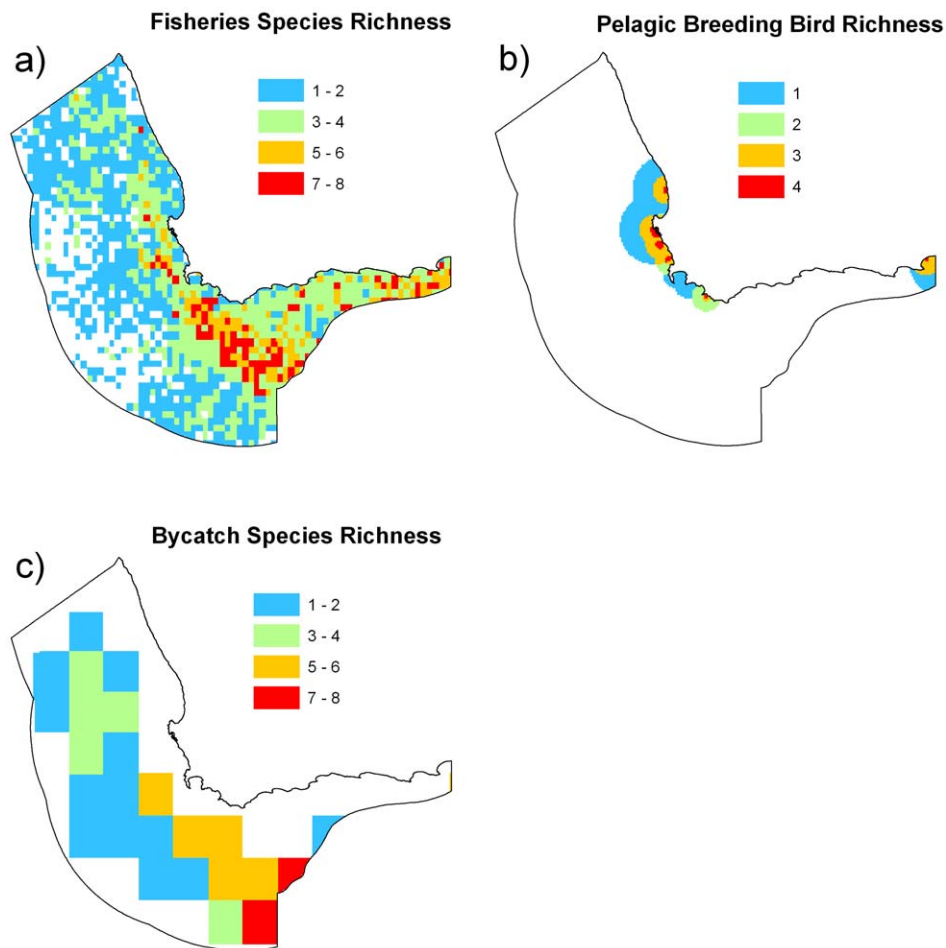 Fisheries Species Richness
a)
1 - 2
3 - 4
5 - 6
7 - 8
Pelagic Breeding Bird Richness
b)
1
2
3
4
Bycatch Species Richness
c)
1 - 2
3 - 4
5 - 6
7 - 8